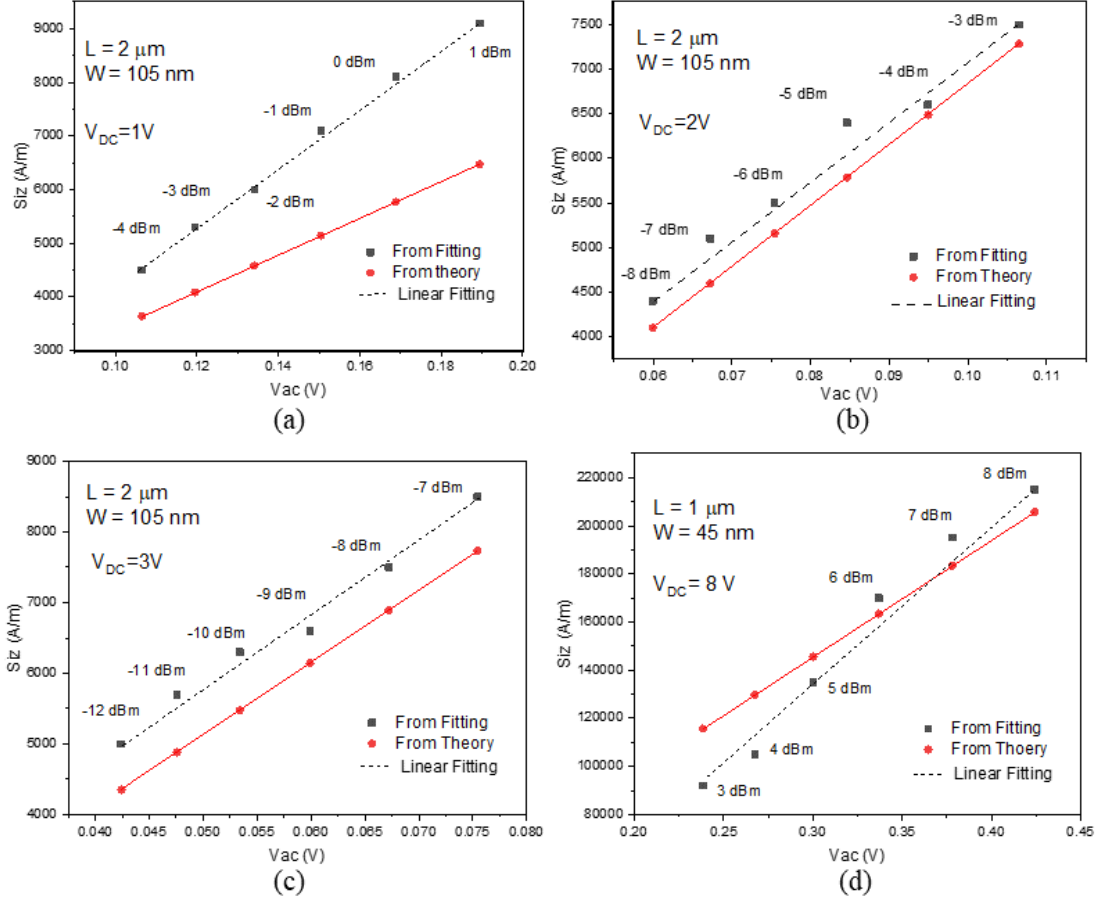 L = 2 μm
W = 105 nm
V_DC=1V
-4 dBm
-3 dBm
-2 dBm
-1 dBm
0 dBm
1 dBm
From Fitting
From theory
Linear Fitting
9000
8000
7000
6000
5000
4000
3000
Siz (A/m)
0.10 0.12 0.14 0.16 0.18 0.20
Vac (V)
(a)
L = 2 μm
W = 105 nm
V_DC=2V
-8 dBm
-7 dBm
-6 dBm
-5 dBm
-4 dBm
-3 dBm
From Fitting
From Theory
Linear Fitting
7500
7000
6500
6000
5500
5000
4500
4000
Siz (A/m)
0.06 0.07 0.08 0.09 0.10 0.11
Vac (V)
(b)
L = 2 μm
W = 105 nm
V_DC=3V
-12 dBm
-11 dBm
-10 dBm
-9 dBm
-8 dBm
-7 dBm
From Fitting
From Theory
Linear Fitting
9000
8000
7000
6000
5000
4000
Siz (A/m)
0.040 0.045 0.050 0.055 0.060 0.065 0.070 0.075 0.080
Vac (V)
(c)
L = 1 μm
W = 45 nm
V_DC= 8 V
3 dBm
4 dBm
5 dBm
6 dBm
7 dBm
8 dBm
From Fitting
From Thoery
Linear Fitting
220000
200000
180000
160000
140000
120000
100000
80000
Siz (A/m)
0.20 0.25 0.30 0.35 0.40 0.45
Vac (V)
(d)